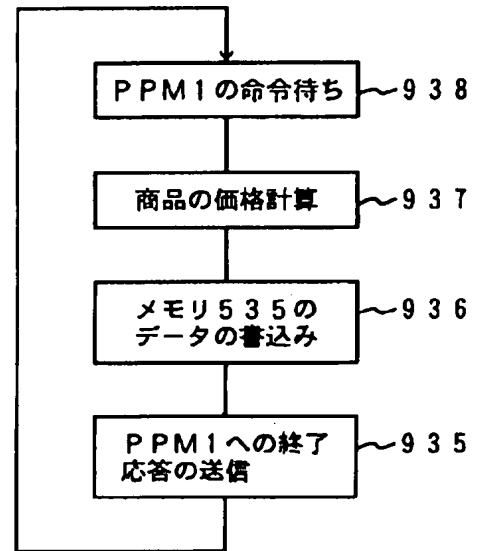 PPM1の命令待ち 938
商品の価格計算 937
メモリ535の 936
データの書込み
PPM1への終了 935
応答の送信